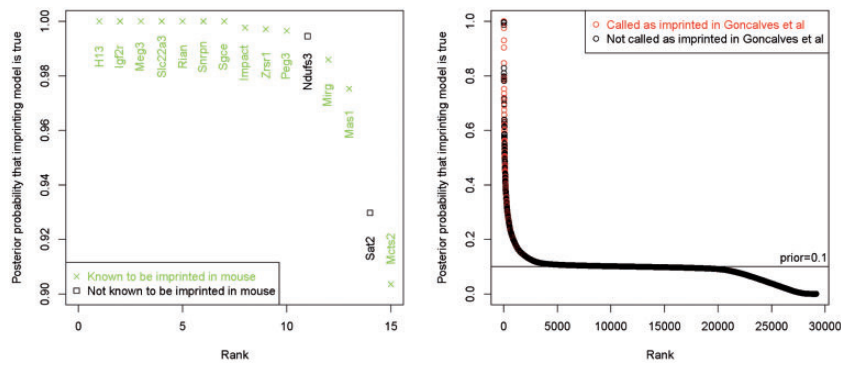 Posterior probability that imprinting model is true
1.00
0.98
0.96
0.94
0.92
0.90
H13
Igf2r
Meg3
Slc22a3
Rian
Snrpn
Sgce
Impact
Zrsr1
Peg3
Ndufs3
Mirg
Mas1
Sat2
Mcts2
Known to be imprinted in mouse
Not known to be imprinted in mouse
0 5 10 15
Rank
Posterior probability that imprinting model is true
1.0
0.8
0.6
0.4
0.2
0.0
Called as imprinted in Goncalves et al
Not called as imprinted in Goncalves et al
prior=0.1
0 5000 10000 15000 20000 25000 30000
Rank